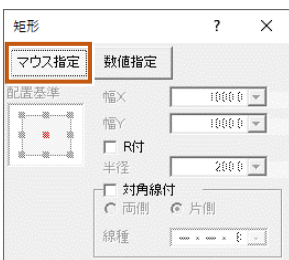 矩形 ? ×
マウス指定 数値指定
配置基準
幅X 1000.0
幅Y 1000.0
R付
半径 200.0
対角線付
両側 片側
線種